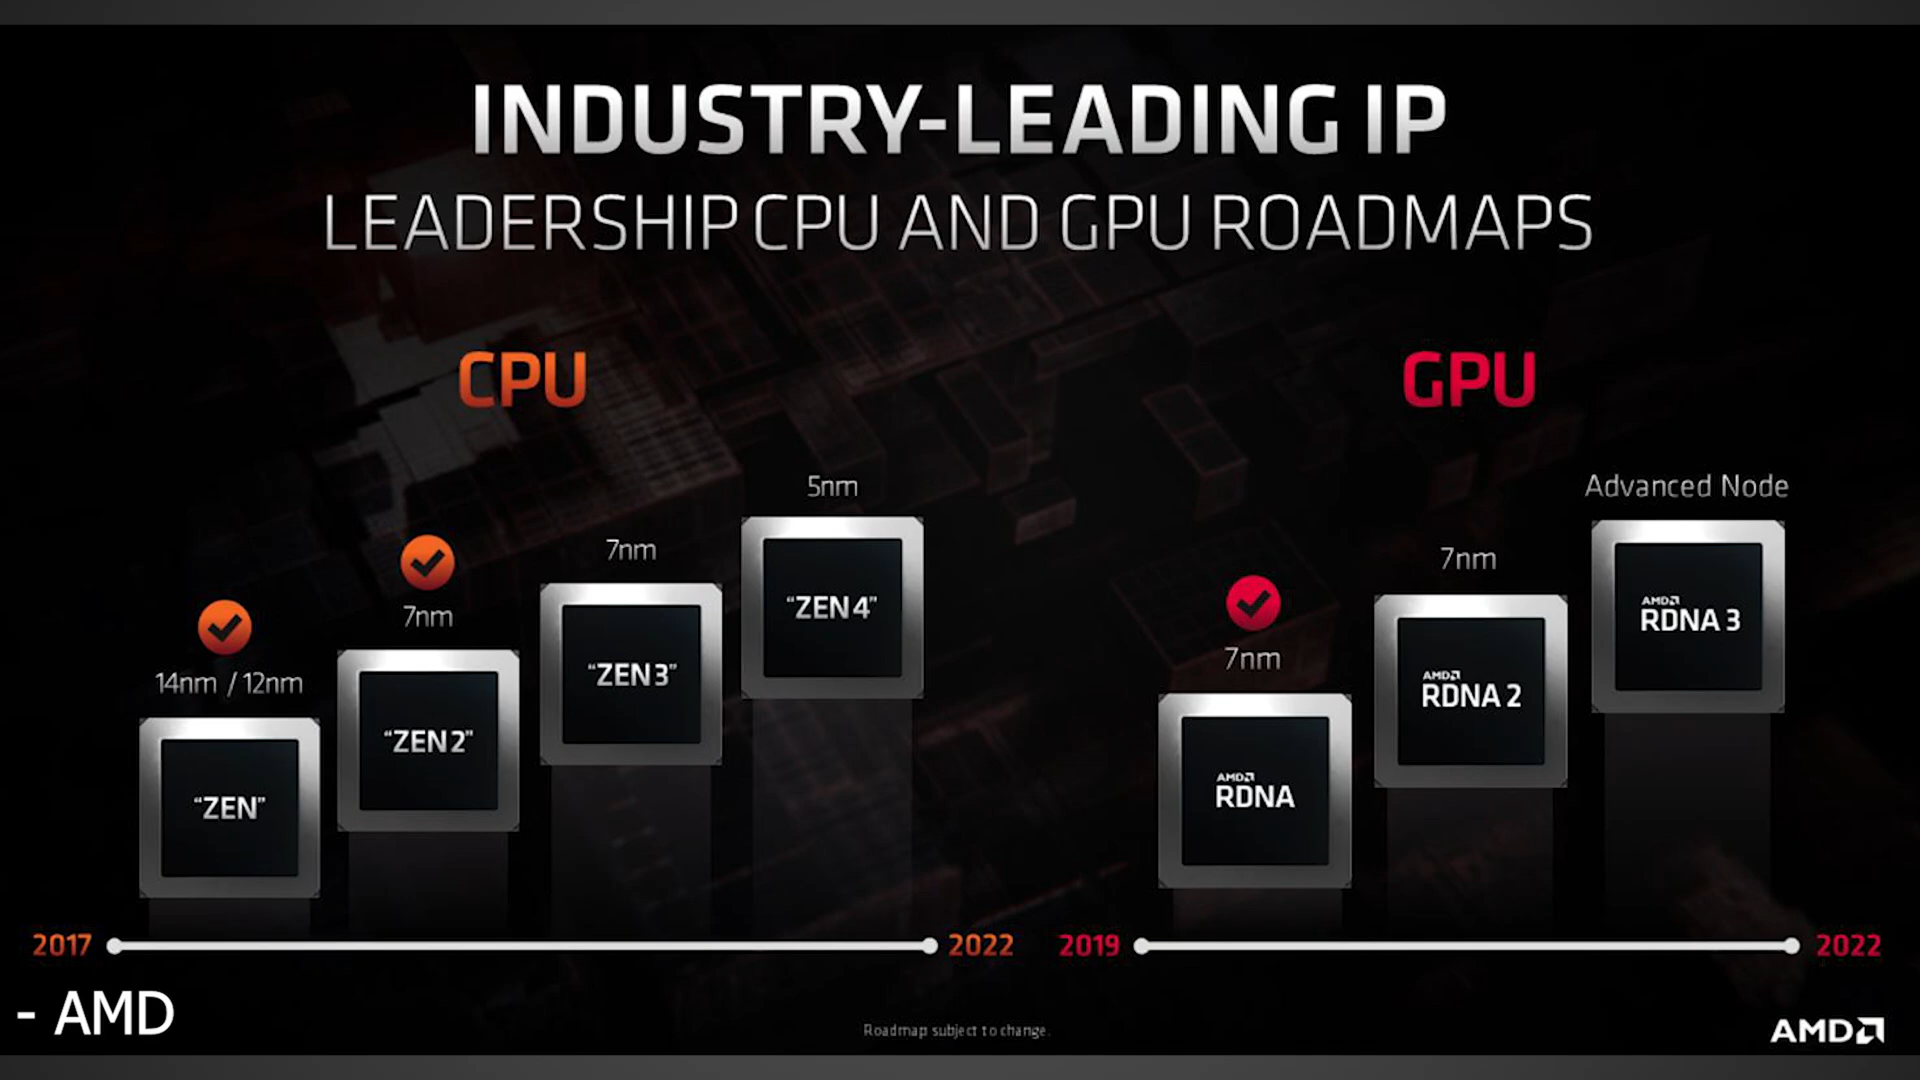 INDUSTRY-LEADING IP
LEADERSHIP CPU AND GPU ROADMAPS
CPU
14nm / 12nm
"ZEN"
7nm
"ZEN 2"
7nm
"ZEN 3"
5nm
"ZEN 4"
2017
2022
GPU
7nm
AMD
RDNA
7nm
AMD
RDNA 2
Advanced Node
AMD
RDNA 3
2019
2022
- AMD
Roadmap subject to change.
AMD